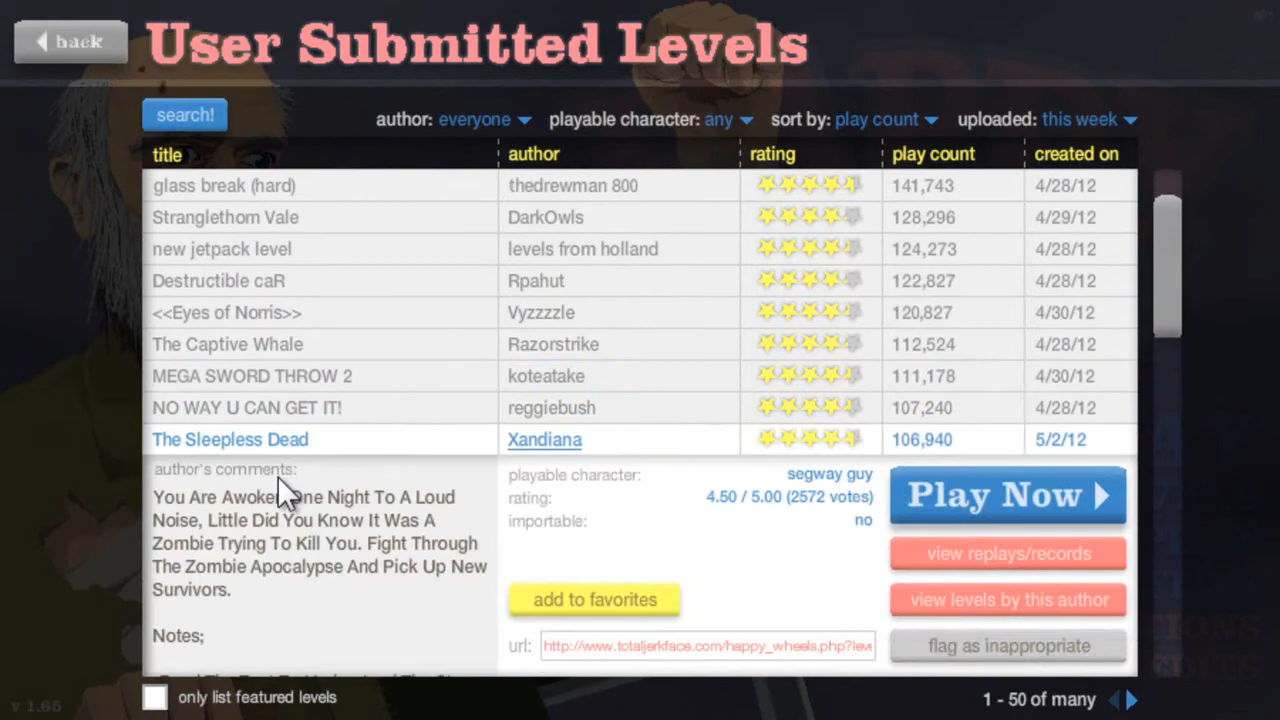 back
User Submitted Levels
search!
author: everyone playable character: any sort by: play count uploaded: this week
title author rating play count created on
glass break (hard) thedrewman 800 141,743 4/28/12
Stranglethorn Vale DarkOwls 128,296 4/29/12
new jetpack level levels from holland 124,273 4/28/12
Destructible caR Rpahut 122,827 4/28/12
<<Eyes of Norris>> Vyzzzzle 120,827 4/30/12
The Captive Whale Razorstrike 112,524 4/28/12
MEGA SWORD THROW 2 koteatake 111,178 4/30/12
NO WAY U CAN GET IT! reggiebush 107,240 4/28/12
The Sleepless Dead Xandiana 106,940 5/2/12
author's comments:
You Are Awoken One Night To A Loud
Noise, Little Did You Know It Was A
Zombie Trying To Kill You. Fight Through
The Zombie Apocalypse And Pick Up New
Survivors.
Notes;
playable character: segway guy
rating: 4.50 / 5.00 (2572 votes)
importable: no
add to favorites
url: http://www.totaljerkface.com/happy_wheels.php?leve
Play Now
view replays/records
view levels by this author
flag as inappropriate
only list featured levels
1 - 50 of many
v 1.65